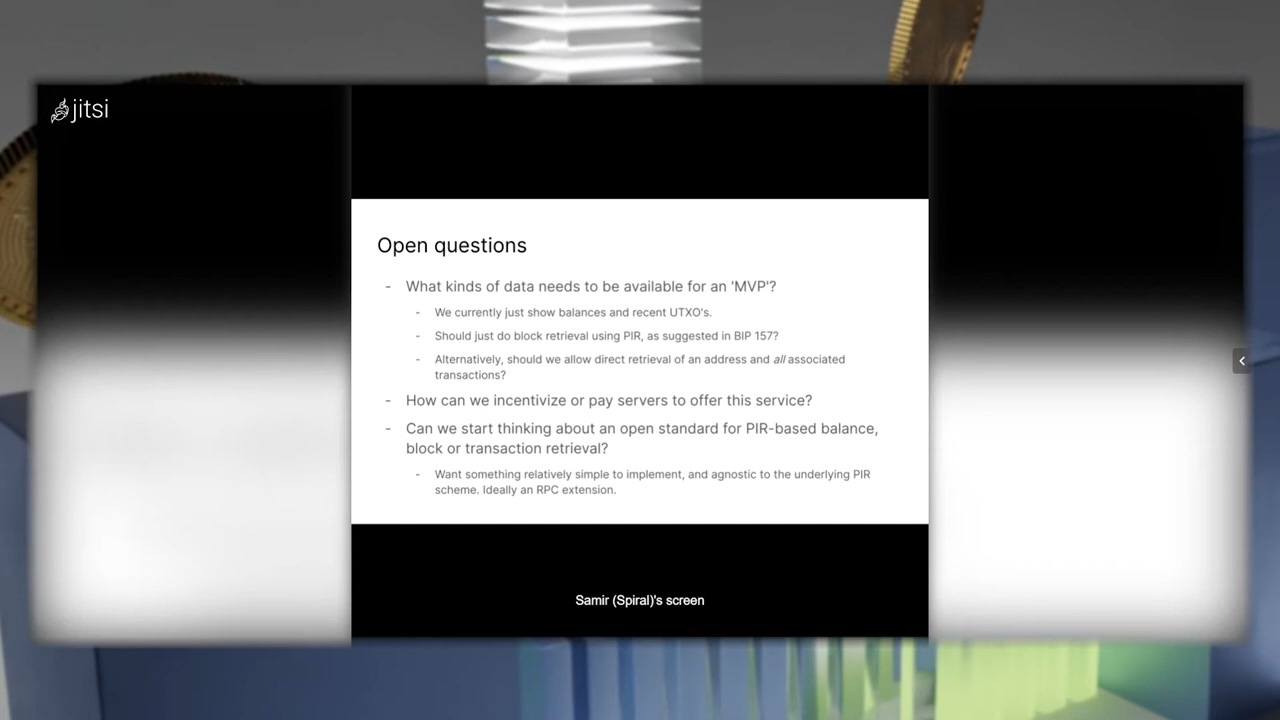 jitsi
Open questions
- What kinds of data needs to be available for an 'MVP'?
- We currently just show balances and recent UTXO's.
- Should just do block retrieval using PIR, as suggested in BIP 157?
- Alternatively, should we allow direct retrieval of an address and all associated
transactions?
- How can we incentivize or pay servers to offer this service?
- Can we start thinking about an open standard for PIR-based balance,
block or transaction retrieval?
- Want something relatively simple to implement, and agnostic to the underlying PIR
scheme. Ideally an RPC extension.
Samir (Spiral)'s screen